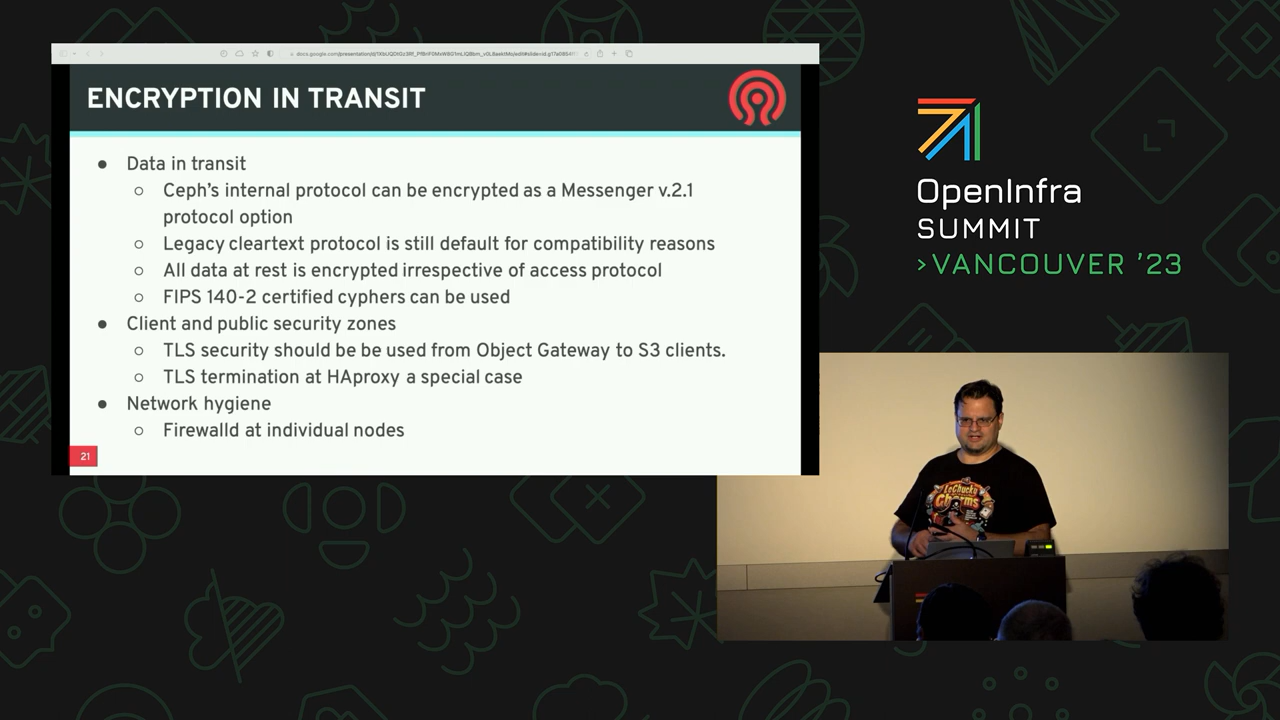 ENCRYPTION IN TRANSIT
● Data in transit
○ Ceph's internal protocol can be encrypted as a Messenger v.2.1
protocol option
○ Legacy cleartext protocol is still default for compatibility reasons
○ All data at rest is encrypted irrespective of access protocol
○ FIPS 140-2 certified cyphers can be used
● Client and public security zones
○ TLS security should be be used from Object Gateway to S3 clients.
○ TLS termination at HAproxy a special case
● Network hygiene
○ Firewalld at individual nodes
21
OpenInfra
SUMMIT
>VANCOUVER '23
LeChucks
Charms